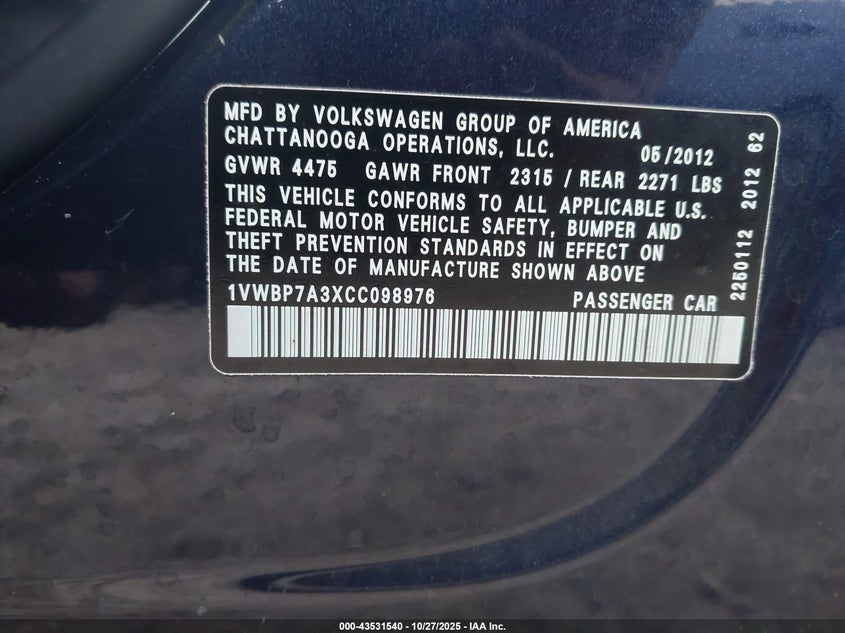 MFD BY VOLKSWAGEN GROUP OF AMERICA
CHATTANOOGA OPERATIONS, LLC. 05/2012
GVWR 4475 GAWR FRONT 2315 / REAR 2271 LBS
THIS VEHICLE CONFORMS TO ALL APPLICABLE U.S.
FEDERAL MOTOR VEHICLE SAFETY, BUMPER AND
THEFT PREVENTION STANDARDS IN EFFECT ON
THE DATE OF MANUFACTURE SHOWN ABOVE
1VWBP7A3XCC098976 PASSENGER CAR
2250112 2012 62
000-43531540 - 10/27/2025 - IAA Inc.